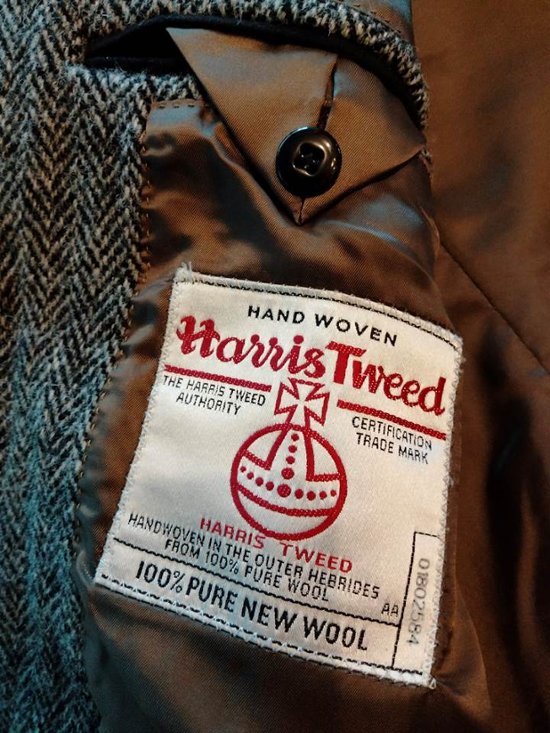 HAND WOVEN
Harris Tweed
THE HARRIS TWEED
AUTHORITY
CERTIFICATION
TRADE MARK
HARRIS TWEED
HANDWOVEN IN THE OUTER HEBRIDES
FROM 100% PURE WOOL
AA
100% PURE NEW WOOL
01802584